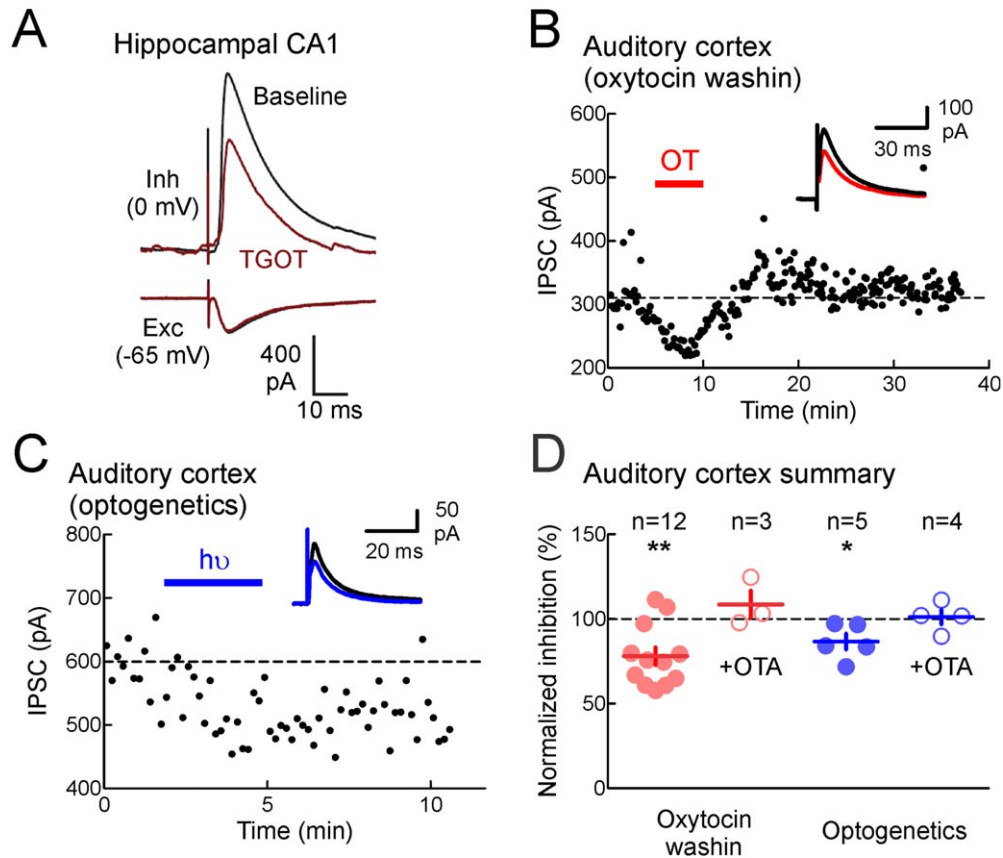 A
Hippocampal CA1
Baseline
Inh
(0 mV)
TGOT
Exc
(-65 mV)
400
pA
10 ms
B
Auditory cortex
(oxytocin washin)
600
500
400
300
200
IPSC (pA)
OT
100
pA
30 ms
0 10 20 30 40
Time (min)
C
Auditory cortex
(optogenetics)
800
700
600
500
400
IPSC (pA)
hυ
50
pA
20 ms
0 5 10
Time (min)
D
Auditory cortex summary
150
100
50
0
Normalized inhibition (%)
n=12 n=3 n=5 n=4
** *
+OTA +OTA
Oxytocin
washin
Optogenetics